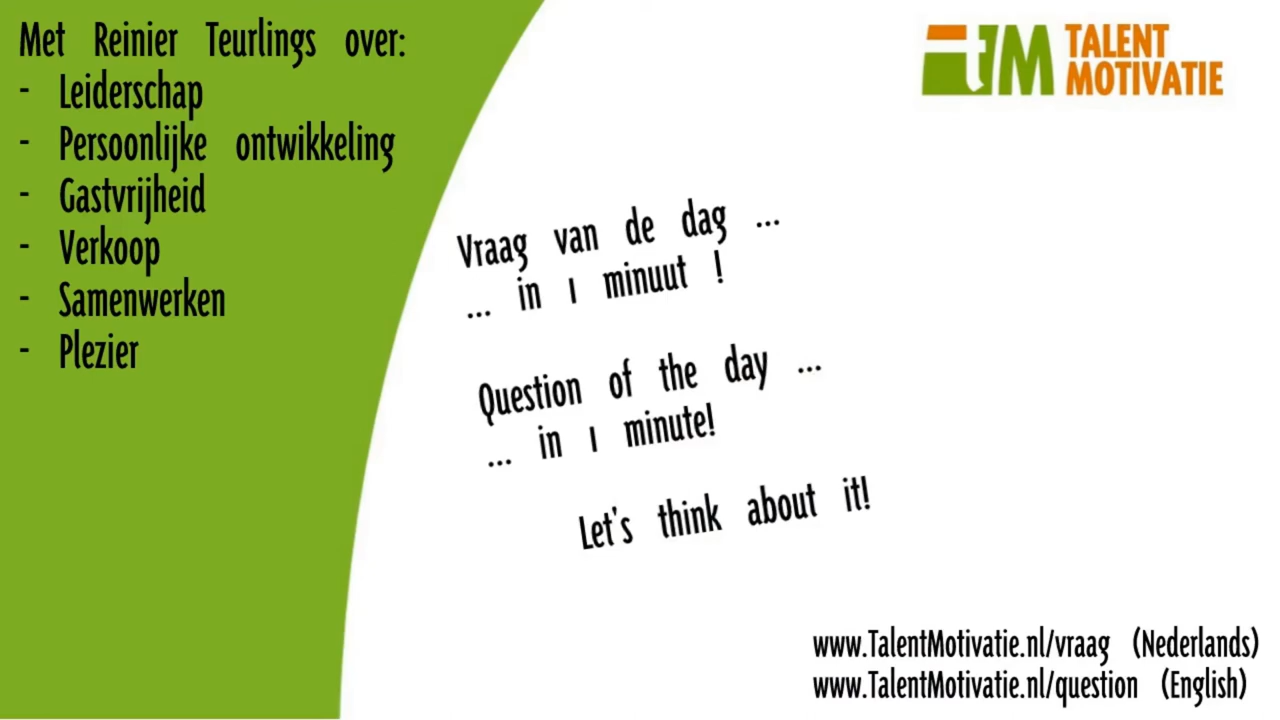 Met Reinier Teurlings over:
- Leiderschap
- Persoonlijke ontwikkeling
- Gastvrijheid
- Verkoop
- Samenwerken
- Plezier
tTM TALENT
MOTIVATIE
Vraag van de dag ...
... in 1 minuut !
Question of the day ...
... in 1 minute!
Let's think about it!
www.TalentMotivatie.nl/vraag (Nederlands)
www.TalentMotivatie.nl/question (English)